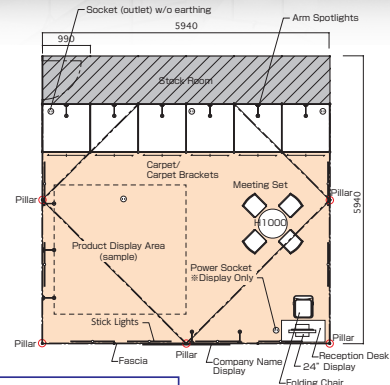 Socket (outlet) w/o earthing
5940
Arm Spotlights
990
Stock Room
Carpet/
Carpet Brackets
Meeting Set
Pillar
Pillar
5940
H1000
Product Display Area
(sample)
Power Socket
※Display Only
Stick Lights
Pillar
Pillar
Pillar
Fascia
Company Name
Display
Reception Desk
24" Display
Folding Chair